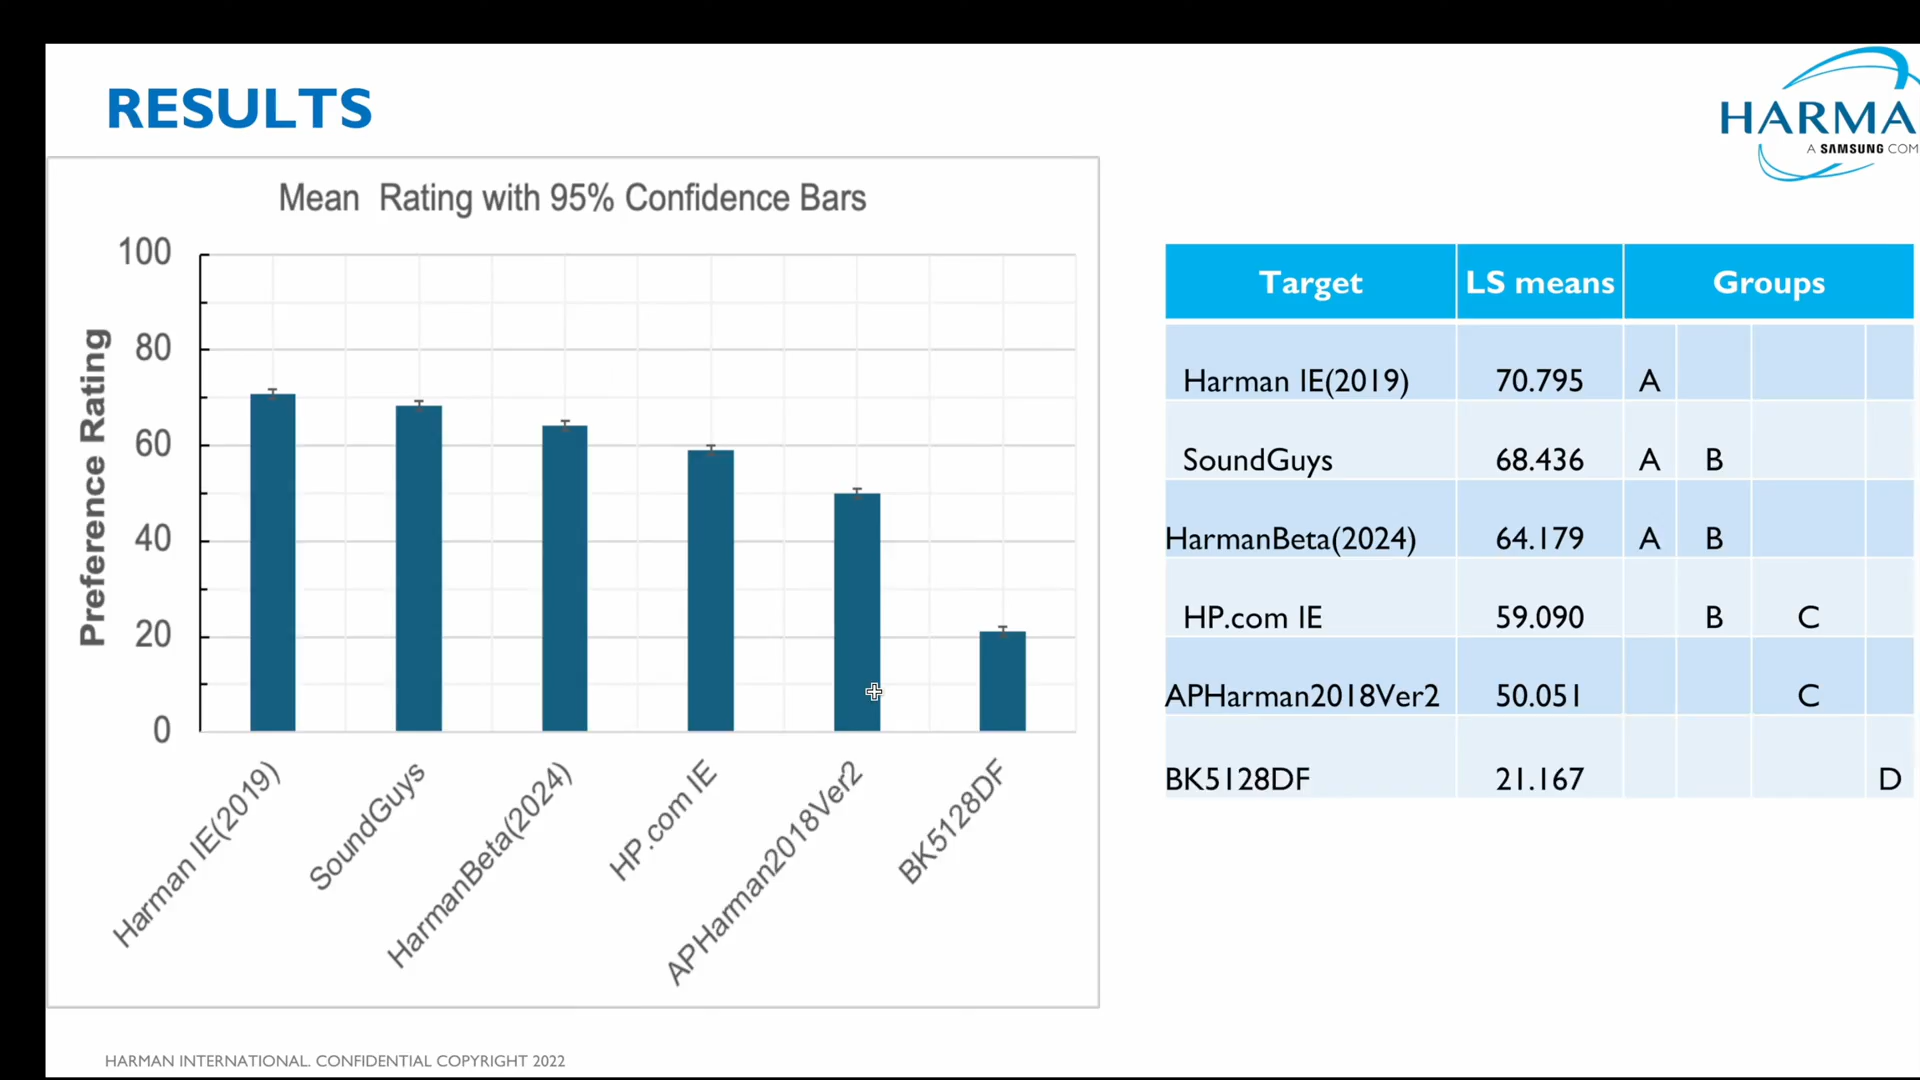 RESULTS
HARMA
A SAMSUNG COM
Mean Rating with 95% Confidence Bars
Preference Rating
100
80
60
40
20
0
Harman IE(2019)
SoundGuys
HarmanBeta(2024)
HP.com IE
APHarman2018Ver2
BK5128DF
Target LS means Groups
Harman IE(2019) 70.795 A
SoundGuys 68.436 A B
HarmanBeta(2024) 64.179 A B
HP.com IE 59.090 B C
APHarman2018Ver2 50.051 C
BK5128DF 21.167 D
HARMAN INTERNATIONAL. CONFIDENTIAL COPYRIGHT 2022